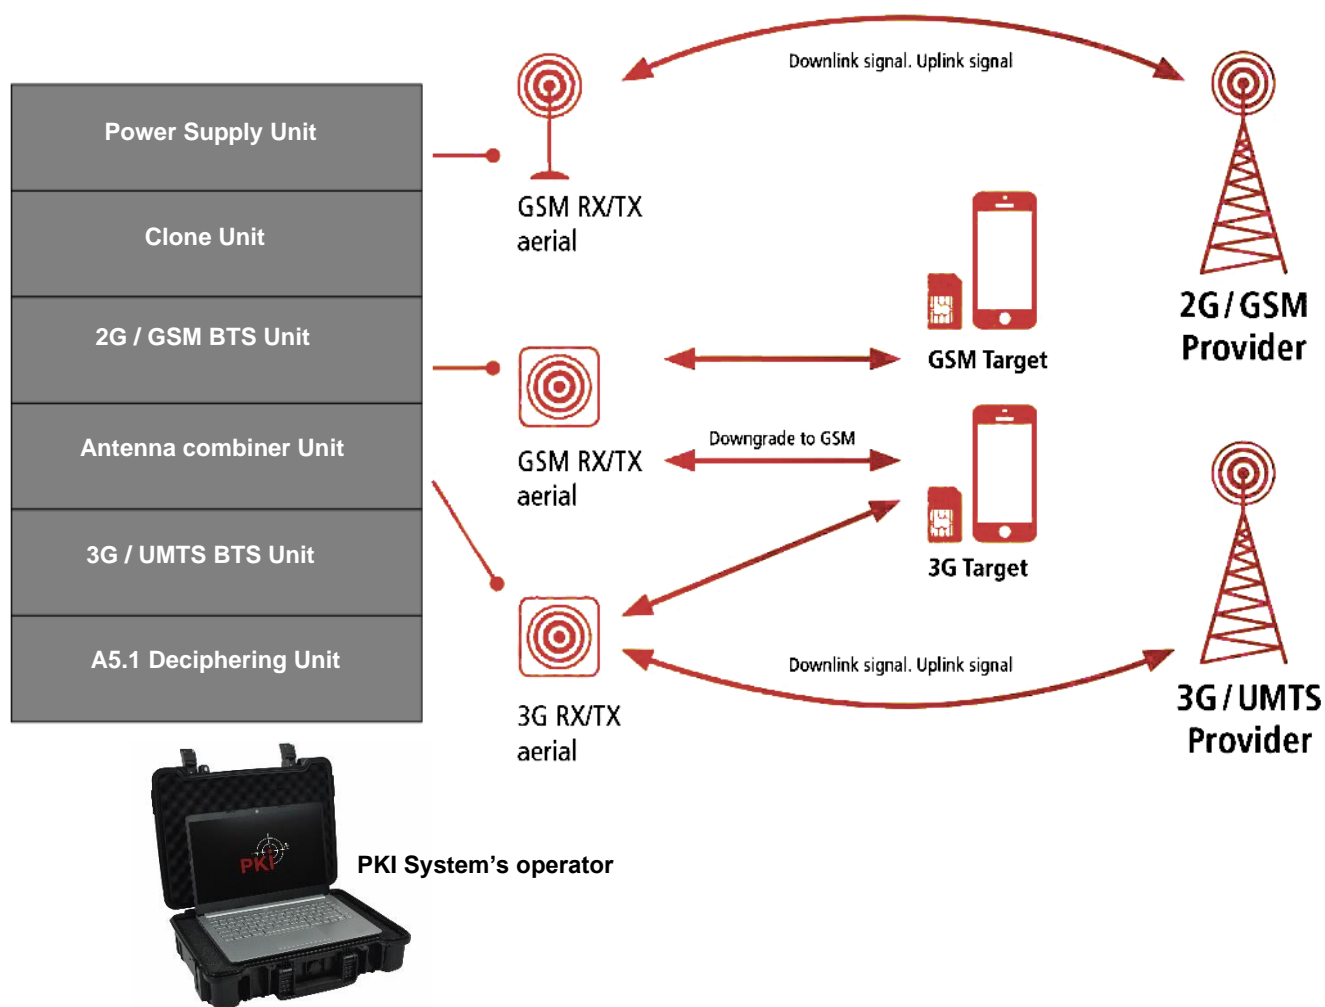 Downlink signal. Uplink signal
Power Supply Unit
Clone Unit
2G / GSM BTS Unit
Antenna combiner Unit
3G / UMTS BTS Unit
A5.1 Deciphering Unit
GSM RX/TX
aerial
GSM Target
2G / GSM
Provider
GSM RX/TX
aerial
Downgrade to GSM
3G Target
3G RX/TX
aerial
Downlink signal. Uplink signal
3G / UMTS
Provider
PKI
PKI System’s operator